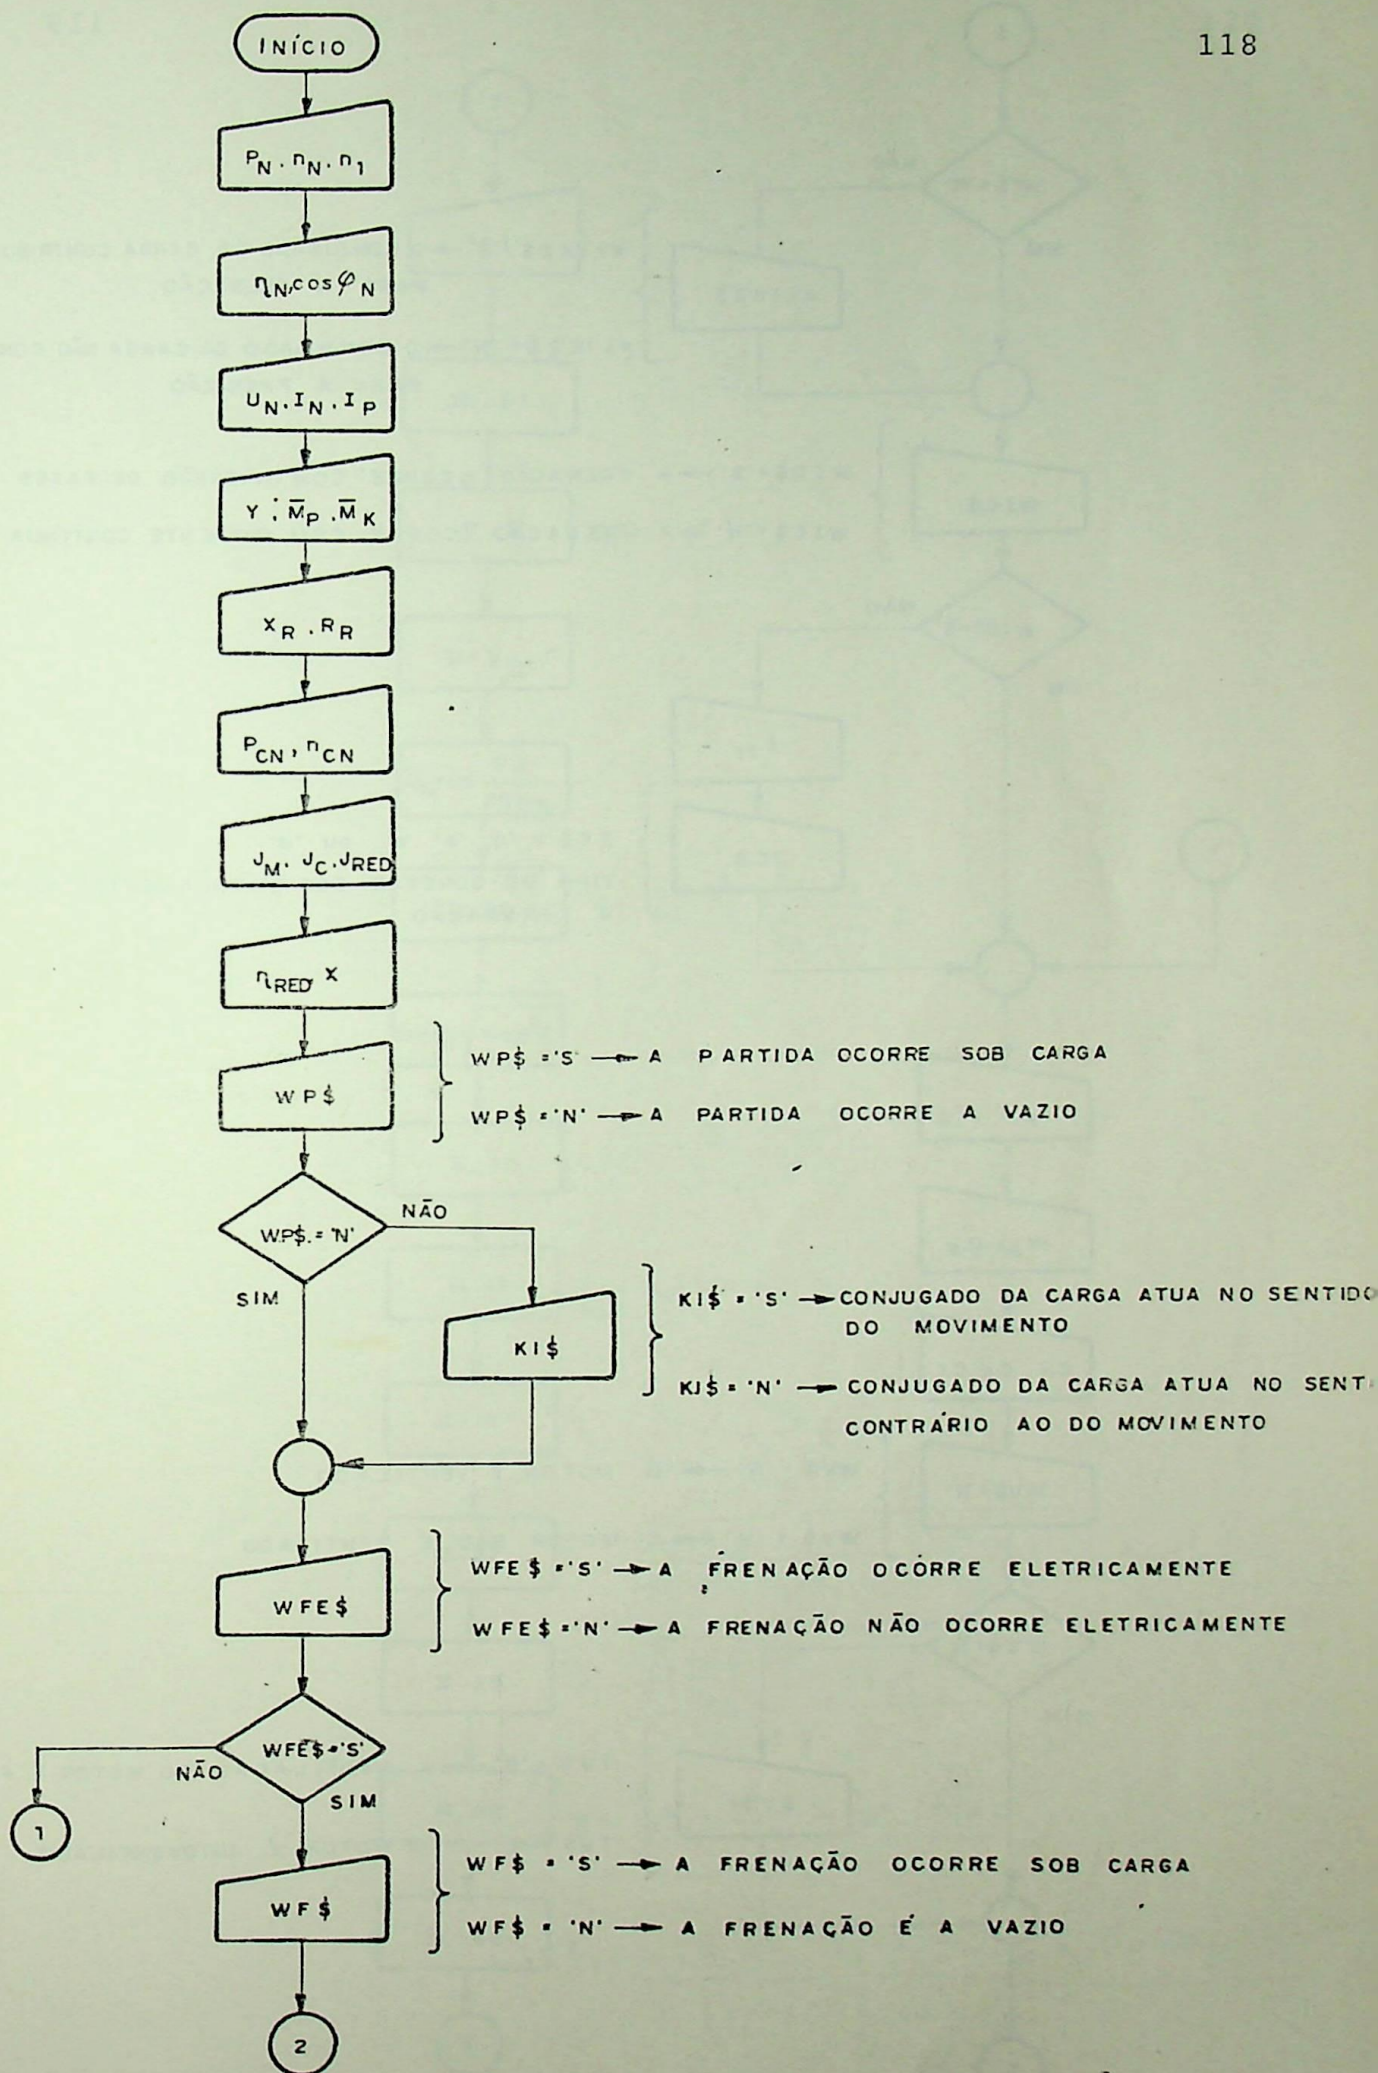 118
INÍCIO
P_N . n_N . n_1
η_N, cos φ_N
U_N . I_N . I_P
Y ; M̄_P . M̄_K
X_R . R_R
P_CN , n_CN
J_M . J_C . J_RED
η_RED, X
WP$
WP$ = 'S' → A PARTIDA OCORRE SOB CARGA
WP$ = 'N' → A PARTIDA OCORRE A VAZIO
WP$. = 'N'
NÃO
SIM
KI$
KI$ = 'S' → CONJUGADO DA CARGA ATUA NO SENTIDO
DO MOVIMENTO
KI$ = 'N' → CONJUGADO DA CARGA ATUA NO SENT
CONTRÁRIO AO DO MOVIMENTO
WFE$
WFE$ = 'S' → A FRENAÇÃO OCORRE ELETRICAMENTE
WFE$ = 'N' → A FRENAÇÃO NÃO OCORRE ELETRICAMENTE
WFE$ = 'S'
NÃO
SIM
1
WF$
WF$ = 'S' → A FRENAÇÃO OCORRE SOB CARGA
WF$ = 'N' → A FRENAÇÃO É A VAZIO
2